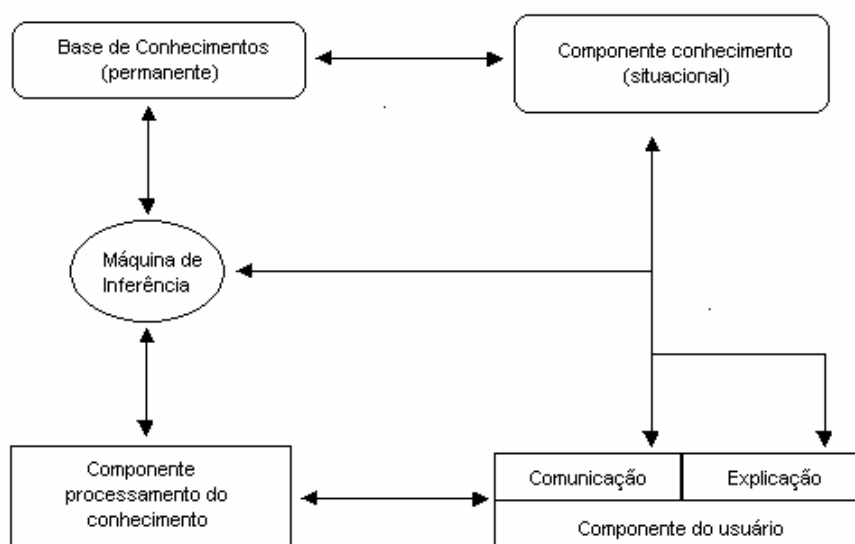 Base de Conhecimentos
(permanente)
Componente conhecimento
(situacional)
Máquina de
Inferência
Componente
processamento do
conhecimento
Comunicação
Explicação
Componente do usuário